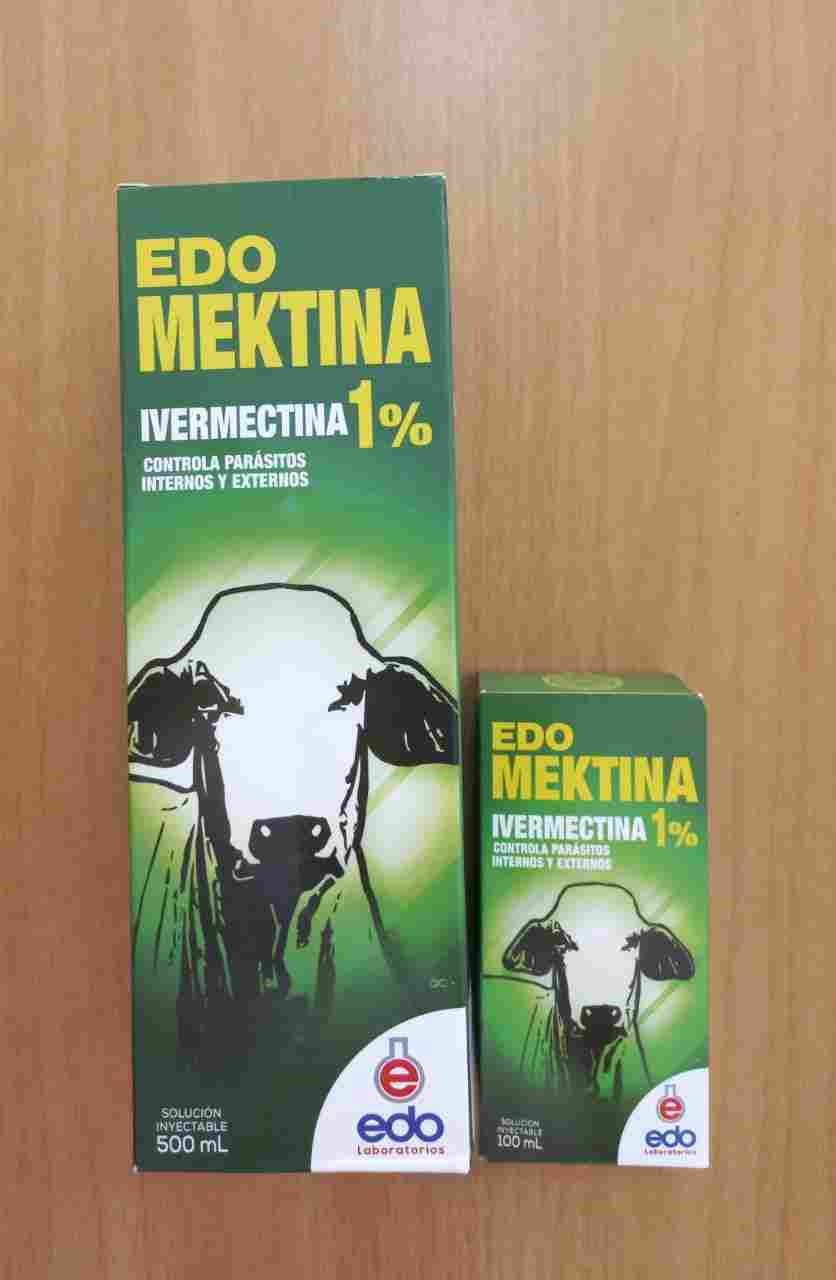 EDO
MEKTINA
IVERMECTINA 1%
CONTROLA PARÁSITOS
INTERNOS Y EXTERNOS
SOLUCIÓN
INYECTABLE
500 mL
e
edo
Laboratorios
EDO
MEKTINA
IVERMECTINA 1%
CONTROLA PARÁSITOS
INTERNOS Y EXTERNOS
SOLUCIÓN
INYECTABLE
100 mL
e
edo
Laboratorios